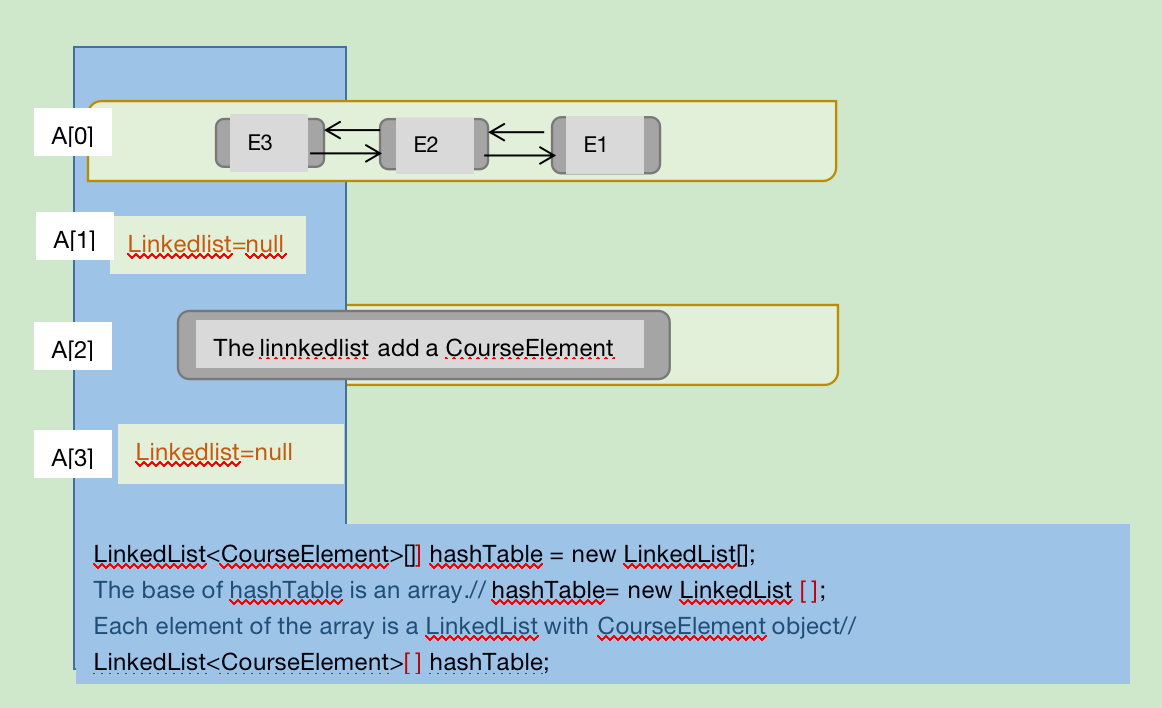 A[0]
E3
E2
E1
A[1]
Linkedlist=null
A[2]
The linnkedlist add a CourseElement
A[3]
Linkedlist=null
LinkedList<CourseElement>[]] hashTable = new LinkedList[];
The base of hashTable is an array.// hashTable= new LinkedList [ ];
Each element of the array is a LinkedList with CourseElement object//
LinkedList<CourseElement>[ ] hashTable;